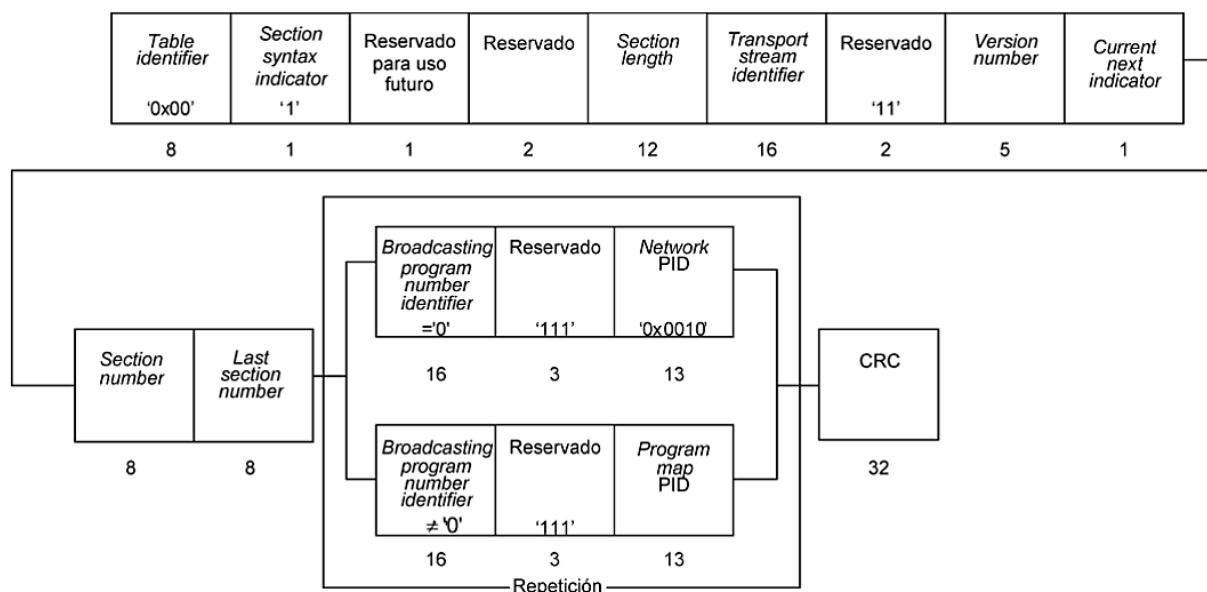 Table
identifier
'0x00'
Section
syntax
indicator
'1'
Reservado
para uso
futuro
Reservado
Section
length
Transport
stream
identifier
Reservado
'11'
Version
number
Current
next
indicator
8
1
1
2
12
16
2
5
1
Section
number
Last
section
number
8
8
Broadcasting
program
number
identifier
='0'
Reservado
'111'
Network
PID
'0x0010'
16
3
13
Broadcasting
program
number
identifier
≠ '0'
Reservado
'111'
Program
map
PID
16
3
13
Repetición
CRC
32